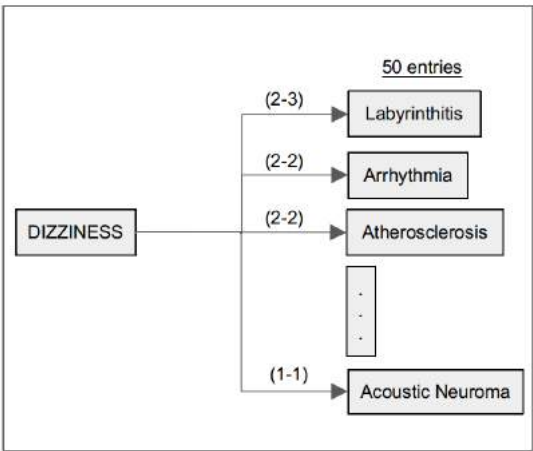 50 entries
(2-3)
Labyrinthitis
(2-2)
Arrhythmia
DIZZINESS
(2-2)
Atherosclerosis
.
.
.
(1-1)
Acoustic Neuroma